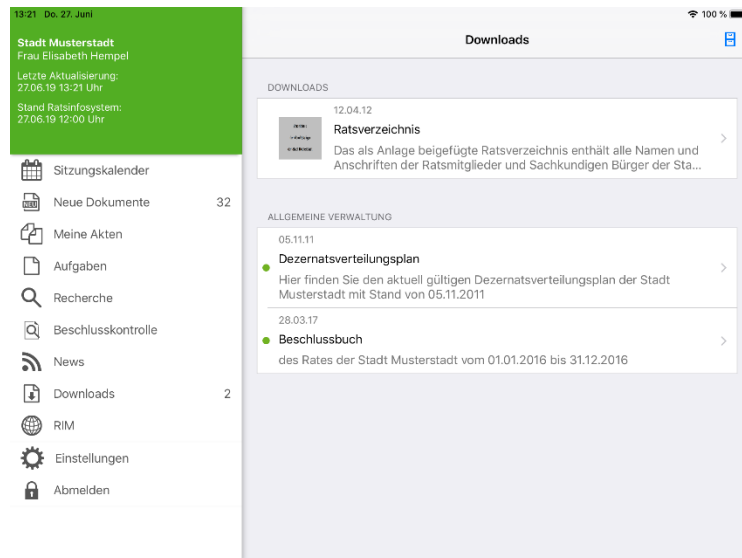 13:21 Do. 27. Juni
100 %
Stadt Musterstadt
Frau Elisabeth Hempel
Letzte Aktualisierung:
27.06.19 13:21 Uhr
Stand Ratsinfosystem:
27.06.19 12:00 Uhr
Sitzungskalender
NEU
Neue Dokumente 32
Meine Akten
Aufgaben
Recherche
Beschlusskontrolle
News
Downloads 2
RIM
Einstellungen
Abmelden
Downloads
DOWNLOADS
12.04.12
Ratsverzeichnis
Das als Anlage beigefügte Ratsverzeichnis enthält alle Namen und
Anschriften der Ratsmitglieder und Sachkundigen Bürger der Sta...
ALLGEMEINE VERWALTUNG
05.11.11
Dezernatsverteilungsplan
Hier finden Sie den aktuell gültigen Dezernatsverteilungsplan der Stadt
Musterstadt mit Stand von 05.11.2011
28.03.17
Beschlussbuch
des Rates der Stadt Musterstadt vom 01.01.2016 bis 31.12.2016